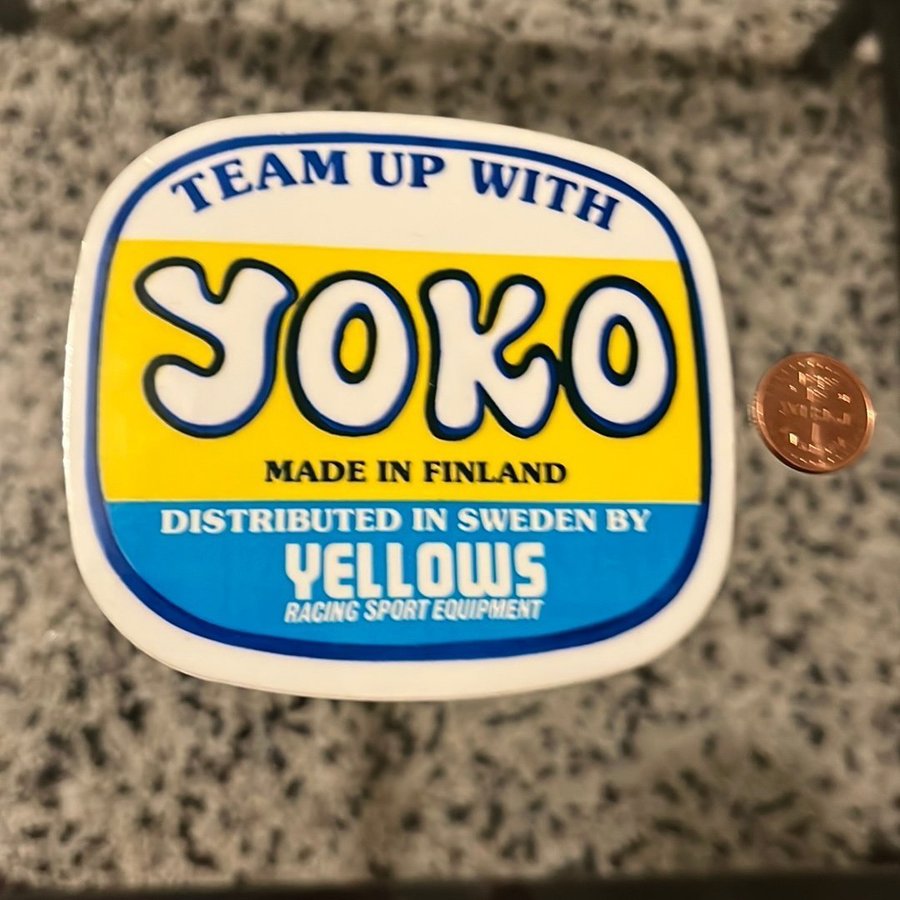 TEAM UP WITH
YOKO
MADE IN FINLAND
DISTRIBUTED IN SWEDEN BY
YELLOWS
RACING SPORT EQUIPMENT